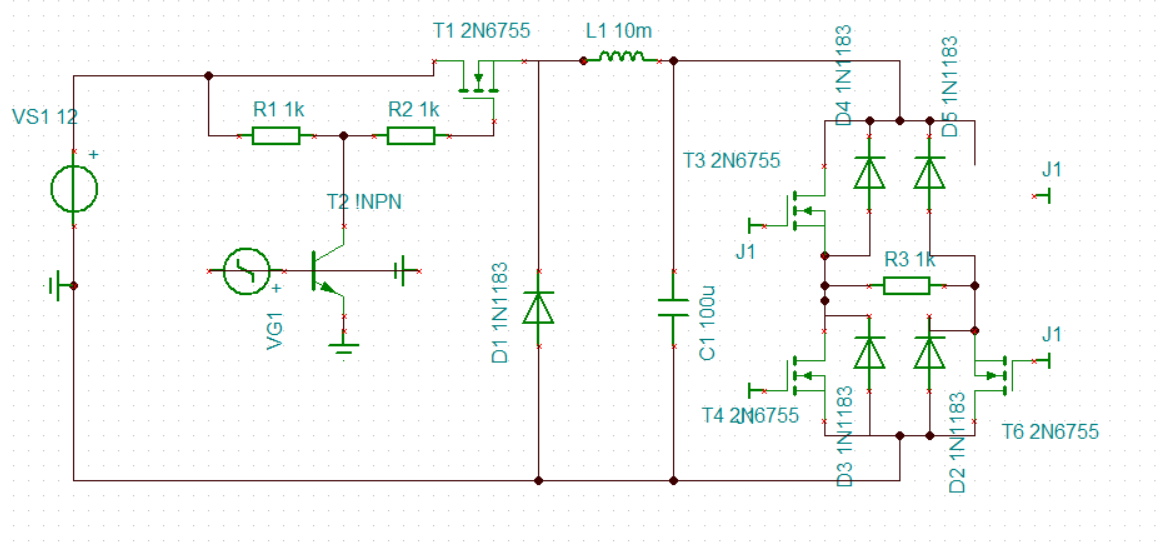 T1 2N6755
L1 10m
D4 1N1183
D5 1N1183
VS1 12
+
R1 1k
R2 1k
T3 2N6755
J1
T2 !NPN
J1
R3 1k
+
VG1
D1 1N1183
C1 100u
J1
T4 2N6755
J1
D3 1N1183
D2 1N1183
T6 2N6755